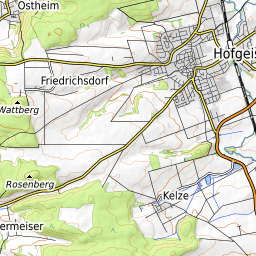 Ostheim
Hofgeis
Friedrichsdorf
Wattberg
Rosenberg
Kelze
ermeiser